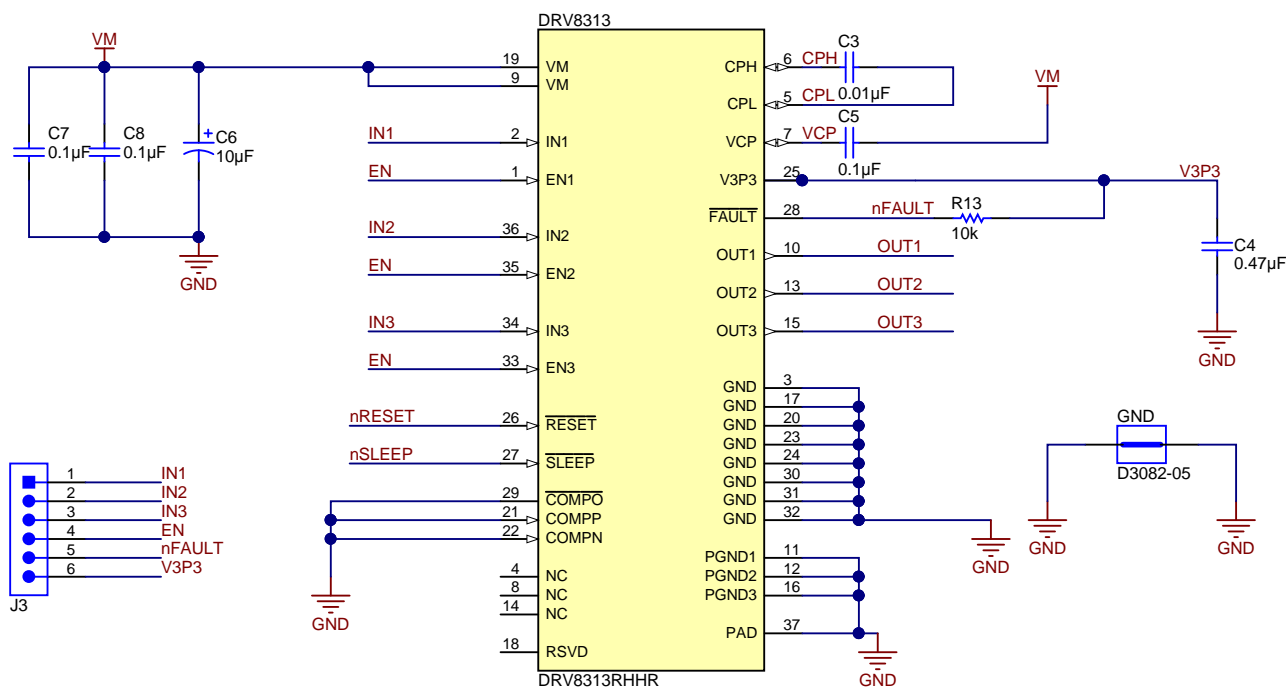 DRV8313
VM
C7
0.1µF
C8
0.1µF
C6
10µF
+
GND
19 VM
9 VM
IN1 2 IN1
EN 1 EN1
IN2 36 IN2
EN 35 EN2
IN3 34 IN3
EN 33 EN3
nRESET 26 RESET
nSLEEP 27 SLEEP
29 COMPO
21 COMPP
22 COMPN
GND
4 NC
8 NC
14 NC
18 RSVD
CPH 6 CPH
C3
0.01µF
CPL 5 CPL
VCP 7 VCP
C5
0.1µF
VM
V3P3 25 V3P3
FAULT 28 nFAULT
R13
10k
C4
0.47µF
GND
OUT1 10 OUT1
OUT2 13 OUT2
OUT3 15 OUT3
GND 3
GND 17
GND 20
GND 23
GND 24
GND 30
GND 31
GND 32
GND
PGND1 11
PGND2 12
PGND3 16
PAD 37
GND
DRV8313RHHR
GND
D3082-05
GND
GND
1 IN1
2 IN2
3 IN3
4 EN
5 nFAULT
6 V3P3
J3